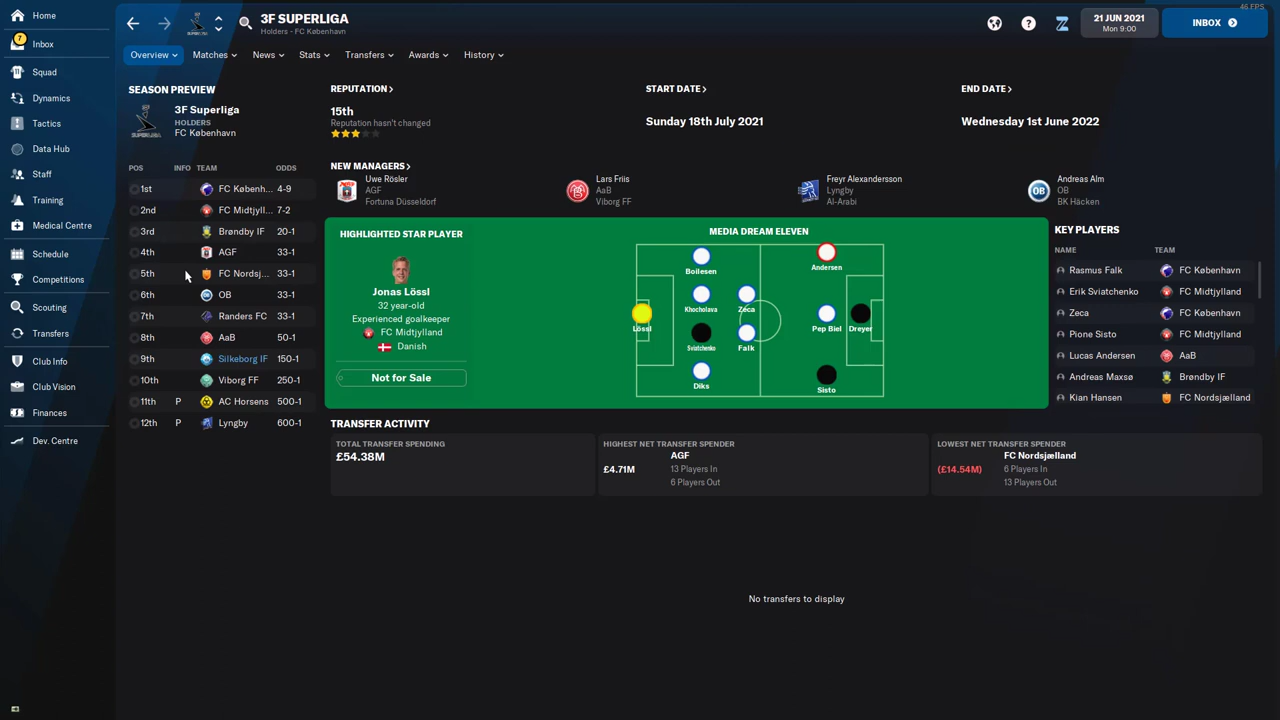 46 FPS
Home
7
Inbox
Squad
Dynamics
Tactics
Data Hub
Staff
Training
Medical Centre
Schedule
Competitions
Scouting
Transfers
Club Info
Club Vision
Finances
Dev. Centre
3F SUPERLIGA
Holders - FC København
21 JUN 2021
Mon 9:00
INBOX
Overview
Matches
News
Stats
Transfers
Awards
History
SEASON PREVIEW
3F Superliga
HOLDERS
FC København
POS INFO TEAM ODDS
1st FC Københ... 4-9
2nd FC Midtjyll... 7-2
3rd Brøndby IF 20-1
4th AGF 33-1
5th FC Nordsj... 33-1
6th OB 33-1
7th Randers FC 33-1
8th AaB 50-1
9th Silkeborg IF 150-1
10th Viborg FF 250-1
11th P AC Horsens 500-1
12th P Lyngby 600-1
REPUTATION
15th
Reputation hasn't changed
START DATE
Sunday 18th July 2021
END DATE
Wednesday 1st June 2022
NEW MANAGERS
Uwe Rösler
AGF
Fortuna Düsseldorf
Lars Friis
AaB
Viborg FF
Freyr Alexandersson
Lyngby
Al-Arabi
Andreas Alm
OB
BK Häcken
HIGHLIGHTED STAR PLAYER
Jonas Lössl
32 year-old
Experienced goalkeeper
FC Midtjylland
Danish
Not for Sale
MEDIA DREAM ELEVEN
Boilesen
Andersen
Khocholava
Zeca
Lössl
Pep Biel
Dreyer
Sviatchenko
Falk
Diks
Sisto
KEY PLAYERS
NAME TEAM
Rasmus Falk FC København
Erik Sviatchenko FC Midtjylland
Zeca FC København
Pione Sisto FC Midtjylland
Lucas Andersen AaB
Andreas Maxsø Brøndby IF
Kian Hansen FC Nordsjælland
TRANSFER ACTIVITY
TOTAL TRANSFER SPENDING
£54.38M
HIGHEST NET TRANSFER SPENDER
£4.71M
AGF
13 Players In
6 Players Out
LOWEST NET TRANSFER SPENDER
(£14.54M)
FC Nordsjælland
6 Players In
13 Players Out
No transfers to display